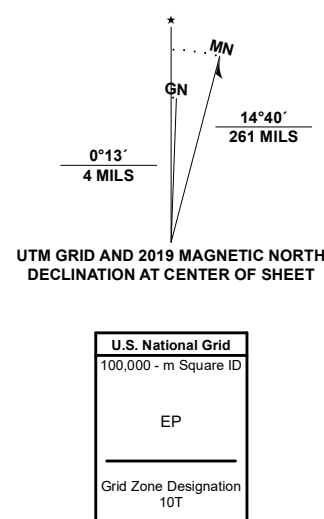 MN
GN
14°40´
261 MILS
0°13´
4 MILS
UTM GRID AND 2019 MAGNETIC NORTH
DECLINATION AT CENTER OF SHEET
U.S. National Grid
100,000 - m Square ID
EP
Grid Zone Designation
10T